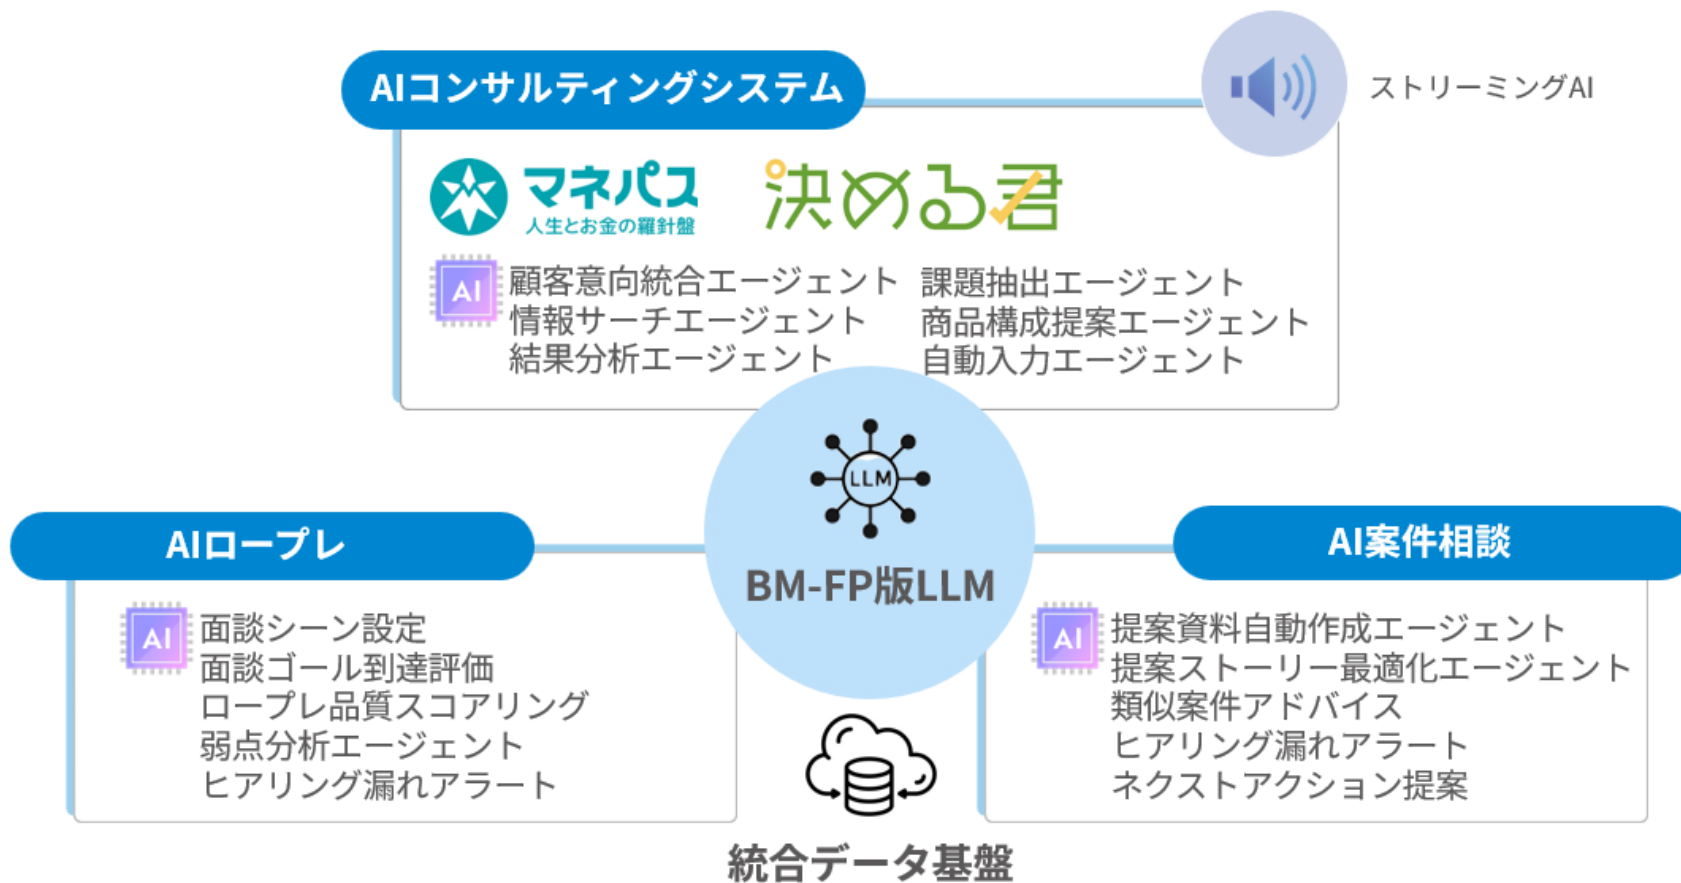 AIコンサルティングシステム
ストリーミングAI
マネパス
人生とお金の羅針盤
決める君
AI
顧客意向統合エージェント
情報サーチエージェント
結果分析エージェント
課題抽出エージェント
商品構成提案エージェント
自動入力エージェント
LLM
BM-FP版LLM
AIロープレ
AI
面談シーン設定
面談ゴール到達評価
ロープレ品質スコアリング
弱点分析エージェント
ヒアリング漏れアラート
AI案件相談
AI
提案資料自動作成エージェント
提案ストーリー最適化エージェント
類似案件アドバイス
ヒアリング漏れアラート
ネクストアクション提案
統合データ基盤